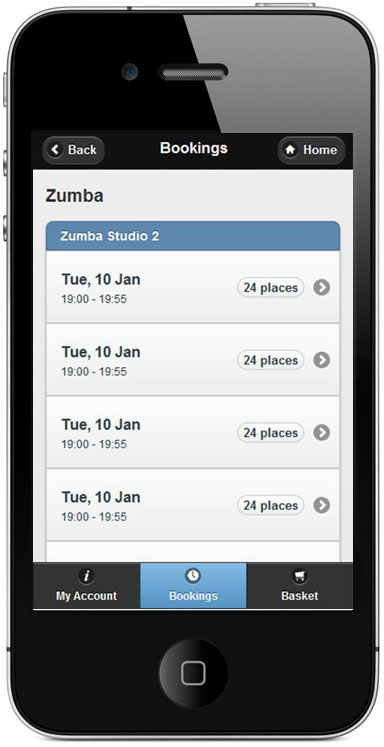 Back
Bookings
Home
Zumba
Zumba Studio 2
Tue, 10 Jan
19:00 - 19:55
24 places
Tue, 10 Jan
19:00 - 19:55
24 places
Tue, 10 Jan
19:00 - 19:55
24 places
Tue, 10 Jan
19:00 - 19:55
24 places
My Account
Bookings
Basket